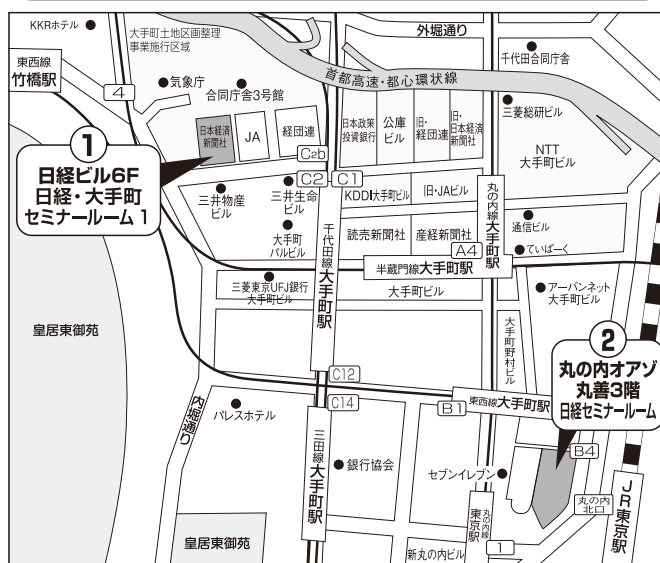 KKRホテル
大手町土地区画整理
事業施行区域
外堀通り
千代田合同庁舎
東西線
竹橋駅
気象庁
合同庁舎3号館
首都高速・都心環状線
4
三菱総研ビル
日本経済
新聞社
JA
経団連
日本政策
投資銀行
公庫
ビル
旧・
経団連
旧・
日本経済
新聞社
NTT
大手町ビル
1
日経ビル6F
日経・大手町
セミナールーム 1
C2b
C2
C1
三井物産
ビル
三井生命
ビル
KDDI大手町ビル
旧・JAビル
丸の内線大手町駅
通信ビル
大手町
パルビル
千代田線大手町駅
読売新聞社
産経新聞社
A4
ていぱーく
半蔵門線大手町駅
三菱東京UFJ銀行
大手町ビル
大手町ビル
アーバンネット
大手町ビル
皇居東御苑
大手町野村ビル
2
丸の内オアゾ
丸善3階
日経セミナールーム
C12
東西線大手町駅
C14
B1
内堀通り
パレスホテル
三田線大手町駅
銀行協会
セブンイレブン
B4
丸の内
北口
JR東京駅
丸の内線
東京駅
皇居東御苑
新丸の内ビル
1